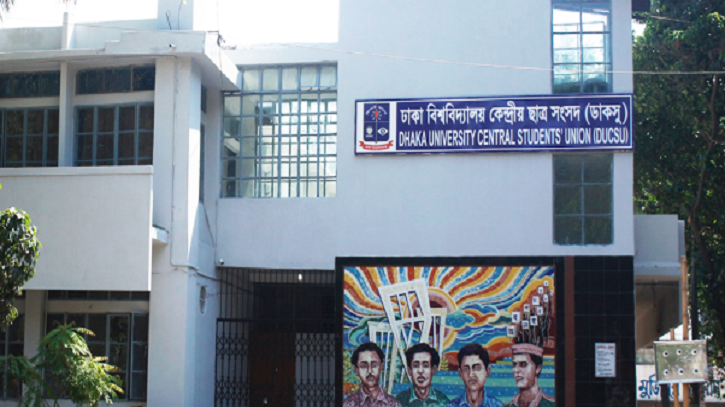 ঢাকা বিশ্ববিদ্যালয় কেন্দ্রীয় ছাত্র সংসদ (ডাকসু)
DHAKA UNIVERSITY CENTRAL STUDENTS' UNION (DUCSU)